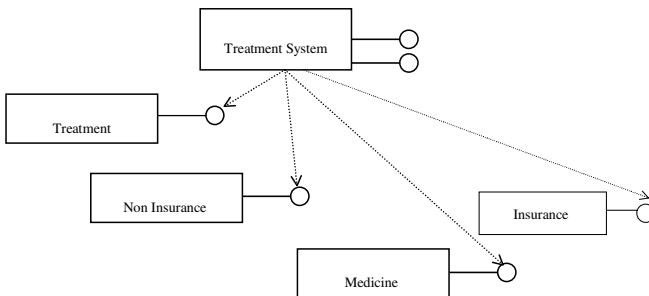 Treatment System
Treatment
Non Insurance
Insurance
Medicine